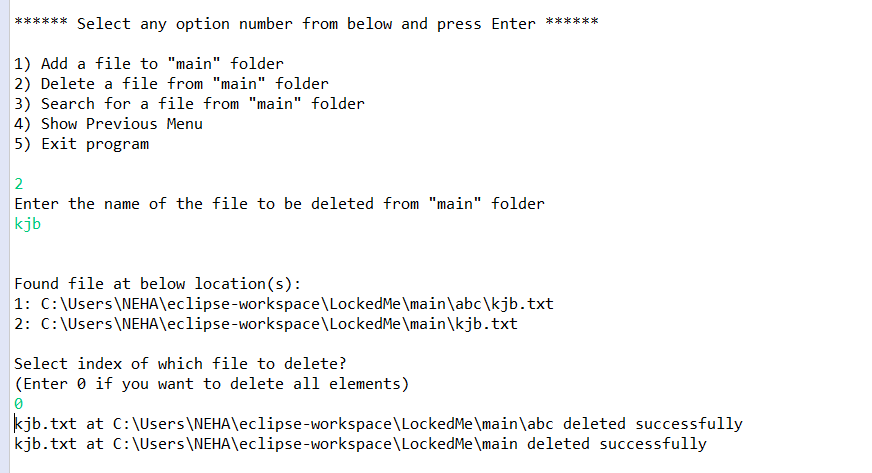 ****** Select any option number from below and press Enter ******
1) Add a file to "main" folder
2) Delete a file from "main" folder
3) Search for a file from "main" folder
4) Show Previous Menu
5) Exit program
2
Enter the name of the file to be deleted from "main" folder
kjb
Found file at below location(s):
1: C:\Users\NEHA\eclipse-workspace\LockedMe\main\abc\kjb.txt
2: C:\Users\NEHA\eclipse-workspace\LockedMe\main\kjb.txt
Select index of which file to delete?
(Enter 0 if you want to delete all elements)
0
kjb.txt at C:\Users\NEHA\eclipse-workspace\LockedMe\main\abc deleted successfully
kjb.txt at C:\Users\NEHA\eclipse-workspace\LockedMe\main deleted successfully